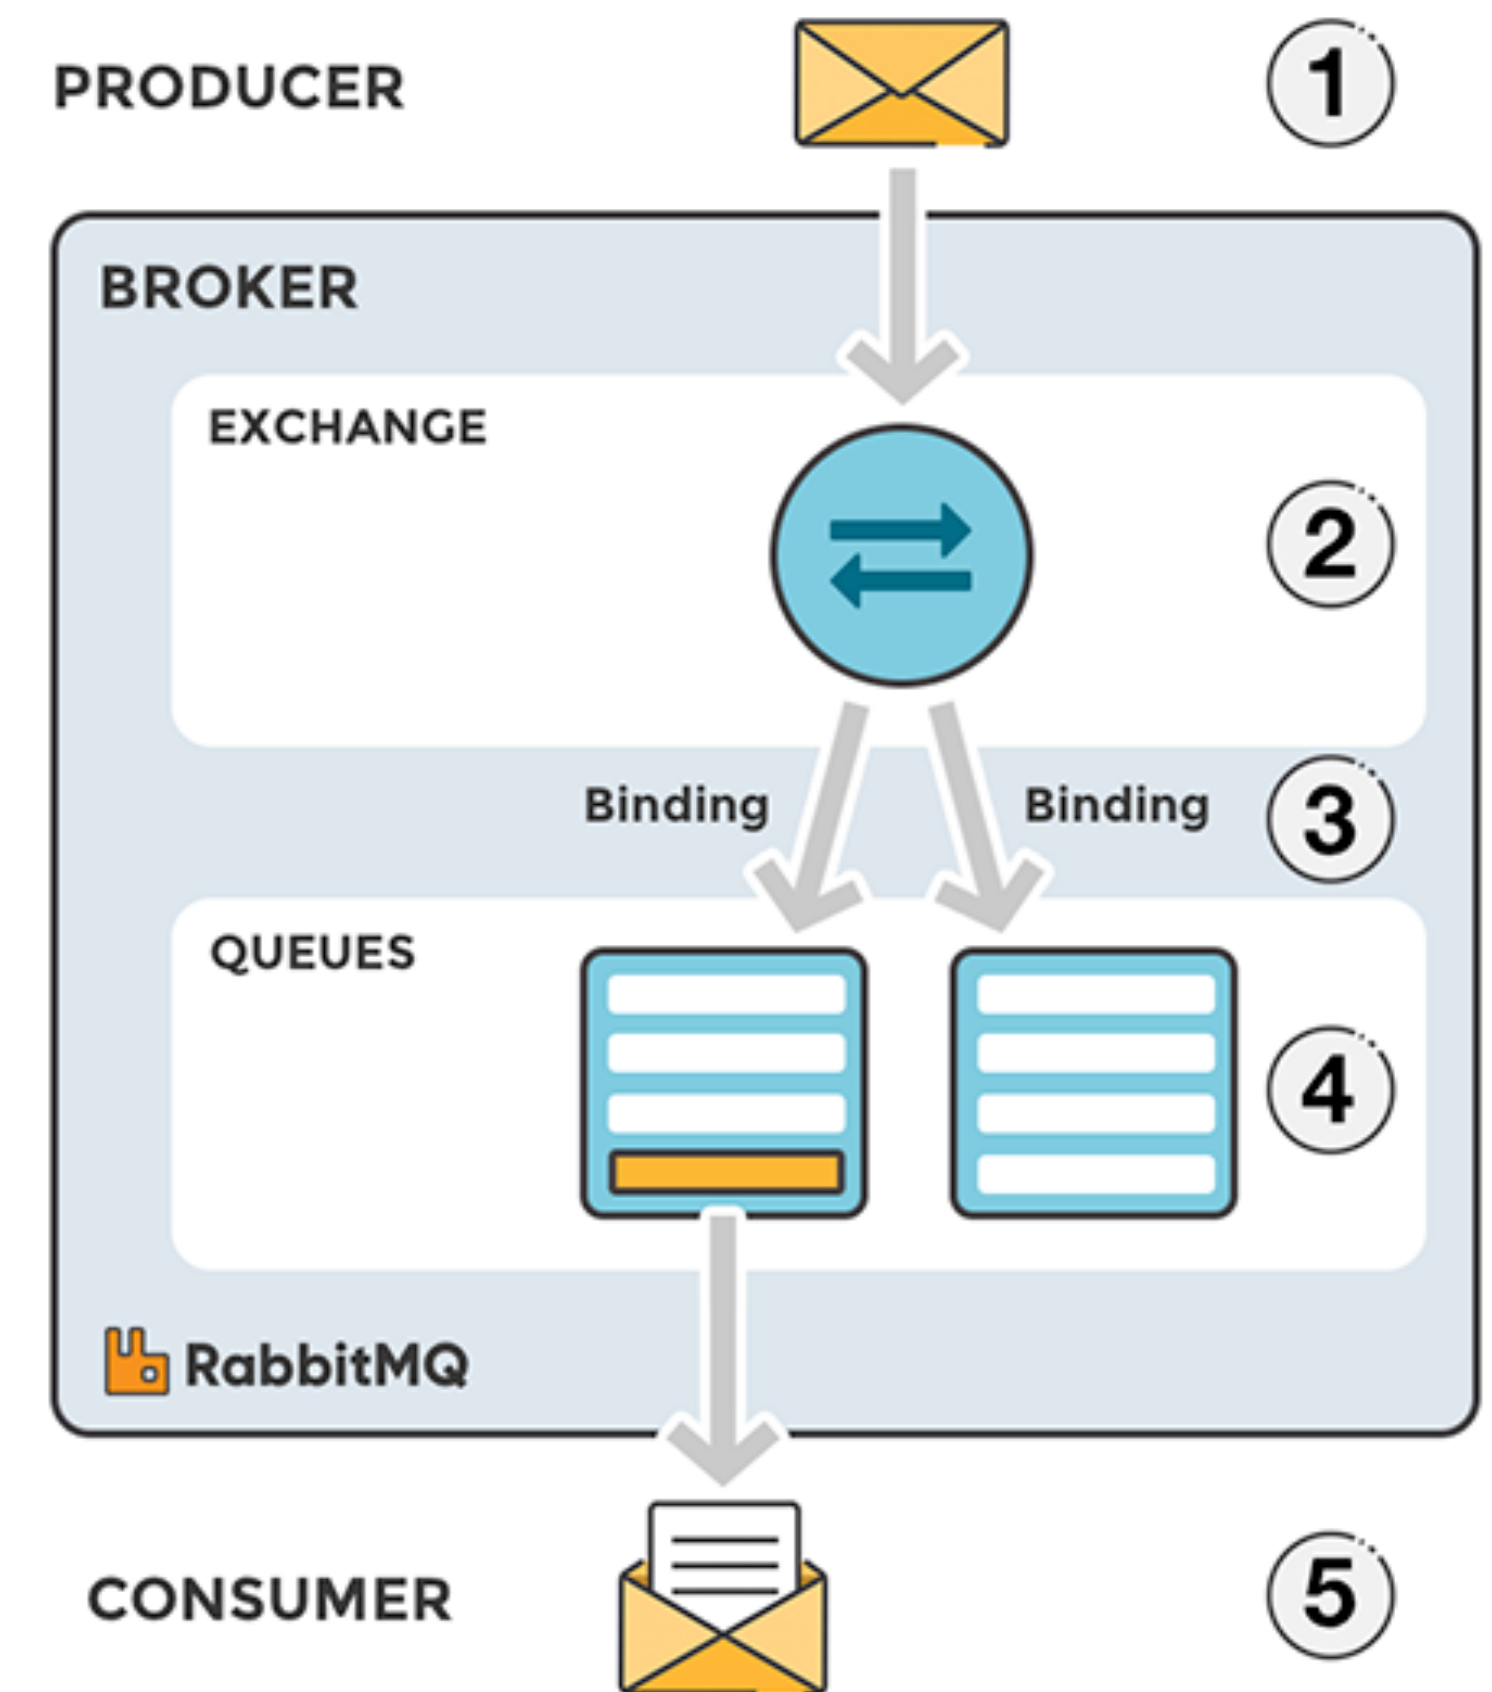 PRODUCER
1
BROKER
EXCHANGE
2
Binding
Binding
3
QUEUES
4
RabbitMQ
CONSUMER
5